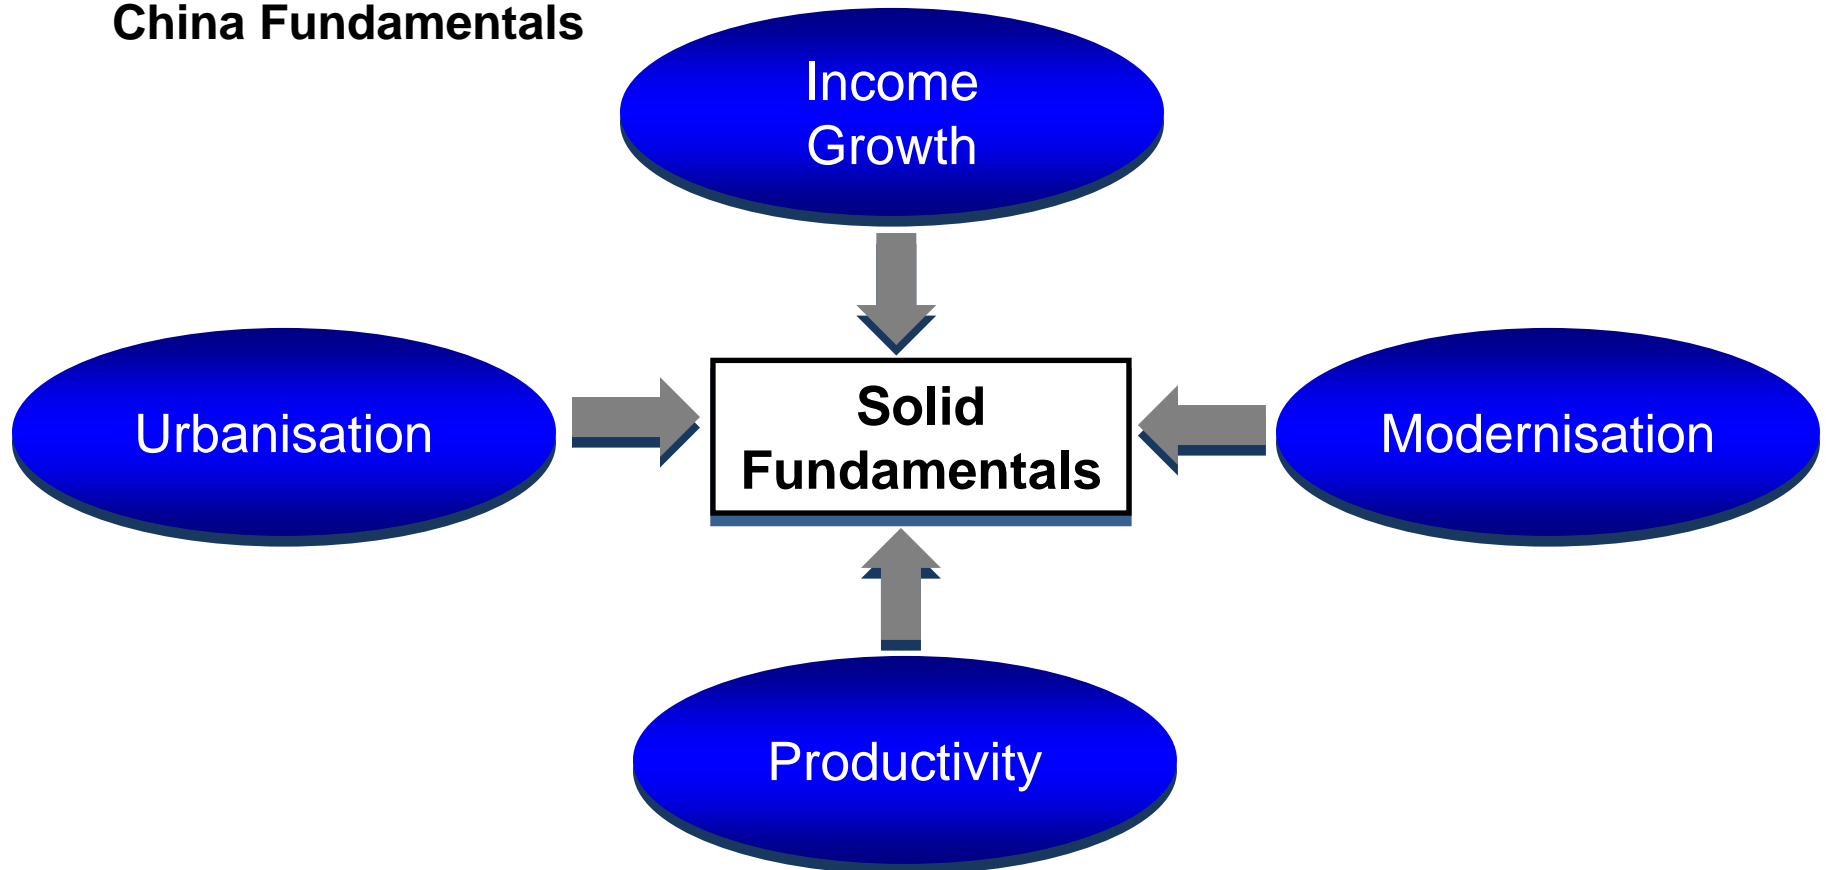 China Fundamentals
Income
Growth
Urbanisation
Solid
Fundamentals
Modernisation
Productivity